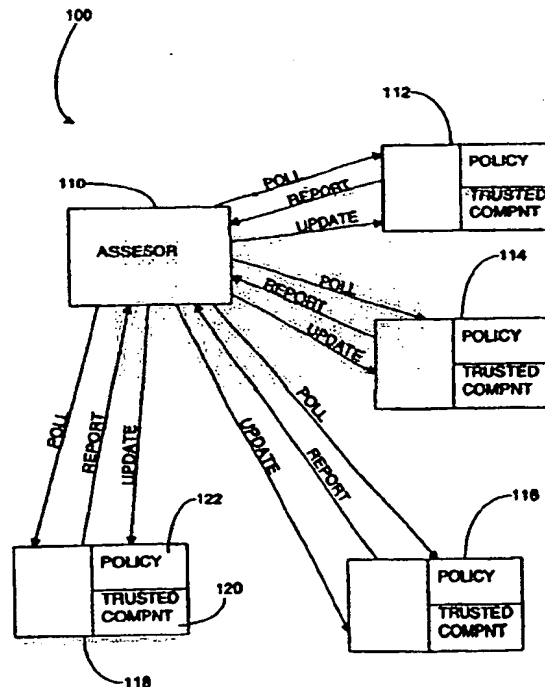 100
112
110
POLL
REPORT
UPDATE
POLICY
TRUSTED
COMPNT
ASSESOR
114
POLL
REPORT
UPDATE
POLICY
TRUSTED
COMPNT
POLL
REPORT
UPDATE
UPDATE
REPORT
POLL
116
122
POLICY
TRUSTED
COMPNT
120
POLICY
TRUSTED
COMPNT
118